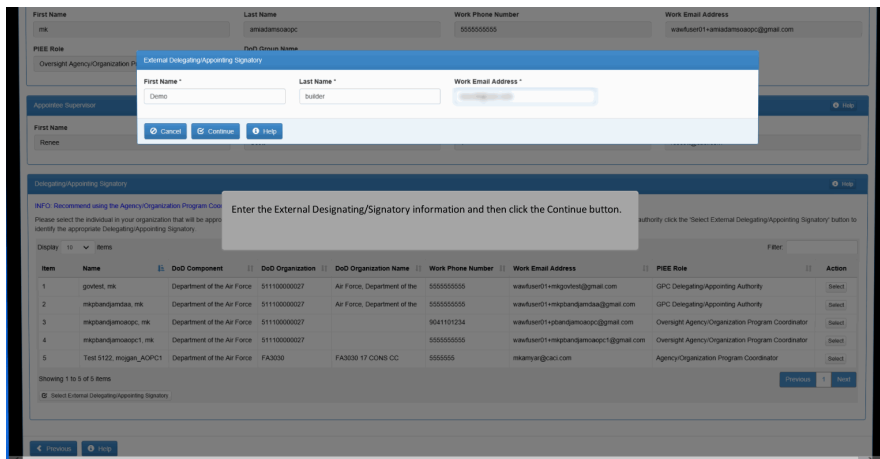 First Name Last Name Work Phone Number Work Email Address
mk amiadamsoaopc 5555555555 wawfuser01+amiadamsoaopc@gmail.com
PIEE Role DoD Group Name
Oversight Agency/Organization
External Delegating/Appointing Signatory
First Name * Last Name * Work Email Address *
Demo builder
Cancel Continue Help
Appointee Supervisor Help
First Name
Renee
Delegating/Appointing Signatory Help
INFO: Recommend using the Agency/Organization Program
Enter the External Designating/Signatory information and then click the Continue button.
Please select the individual in your organization that will be authority click the 'Select External Delegating/Appointing Signatory' button to
identify the appropriate Delegating/Appointing Signatory.
Display 10 items Filter:
Item Name DoD Component DoD Organization DoD Organization Name Work Phone Number Work Email Address PIEE Role Action
1 govtest, mk Department of the Air Force 511100000027 Air Force, Department of the 5555555555 wawfuser01+mkgovtest@gmail.com GPC Delegating/Appointing Authority Select
2 mkpbandjamdaa, mk Department of the Air Force 511100000027 Air Force, Department of the 5555555555 wawfuser01+mkpbandjamdaa@gmail.com GPC Delegating/Appointing Authority Select
3 mkpbandjamoaopc, mk Department of the Air Force 511100000027 9041101234 wawfuser01+pbandjamoaopc@gmail.com Oversight Agency/Organization Program Coordinator Select
4 mkpbandjamoaopc1, mk Department of the Air Force 511100000027 5555555555 wawfuser01+mkpbandjamoaopc1@gmail.com Oversight Agency/Organization Program Coordinator Select
5 Test 5122, mojgan_AOPC1 Department of the Air Force FA3030 FA3030 17 CONS CC 5555555 mkamyar@caci.com Agency/Organization Program Coordinator Select
Showing 1 to 5 of 5 items Previous 1 Next
Select External Delegating/Appointing Signatory
Previous Help